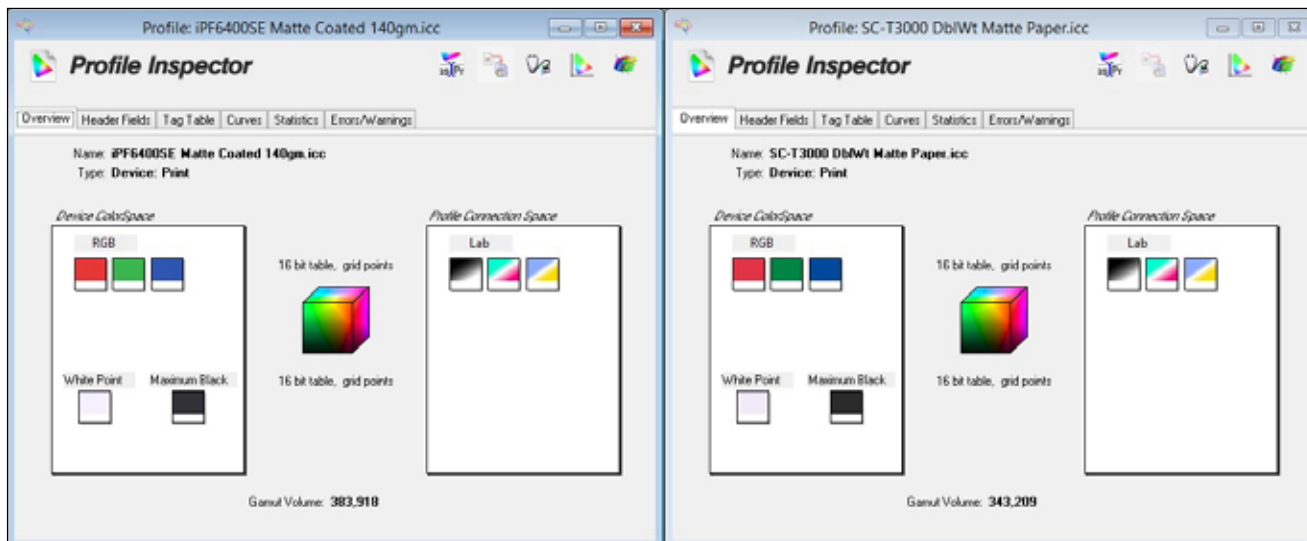 Profile: iPF6400SE Matte Coated 140gm.icc
Profile Inspector
Overview Header Fields Tag Table Curves Statistics Errors/Warnings
Name: iPF6400SE Matte Coated 140gm.icc
Type: Device: Print
Device ColorSpace Profile Connection Space
RGB Lab
16 bit table, grid points
White Point Maximum Black 16 bit table, grid points
Gamut Volume: 383,918
Profile: SC-T3000 DblWt Matte Paper.icc
Profile Inspector
Overview Header Fields Tag Table Curves Statistics Errors/Warnings
Name: SC-T3000 DblWt Matte Paper.icc
Type: Device: Print
Device ColorSpace Profile Connection Space
RGB Lab
16 bit table, grid points
White Point Maximum Black 16 bit table, grid points
Gamut Volume: 343,209